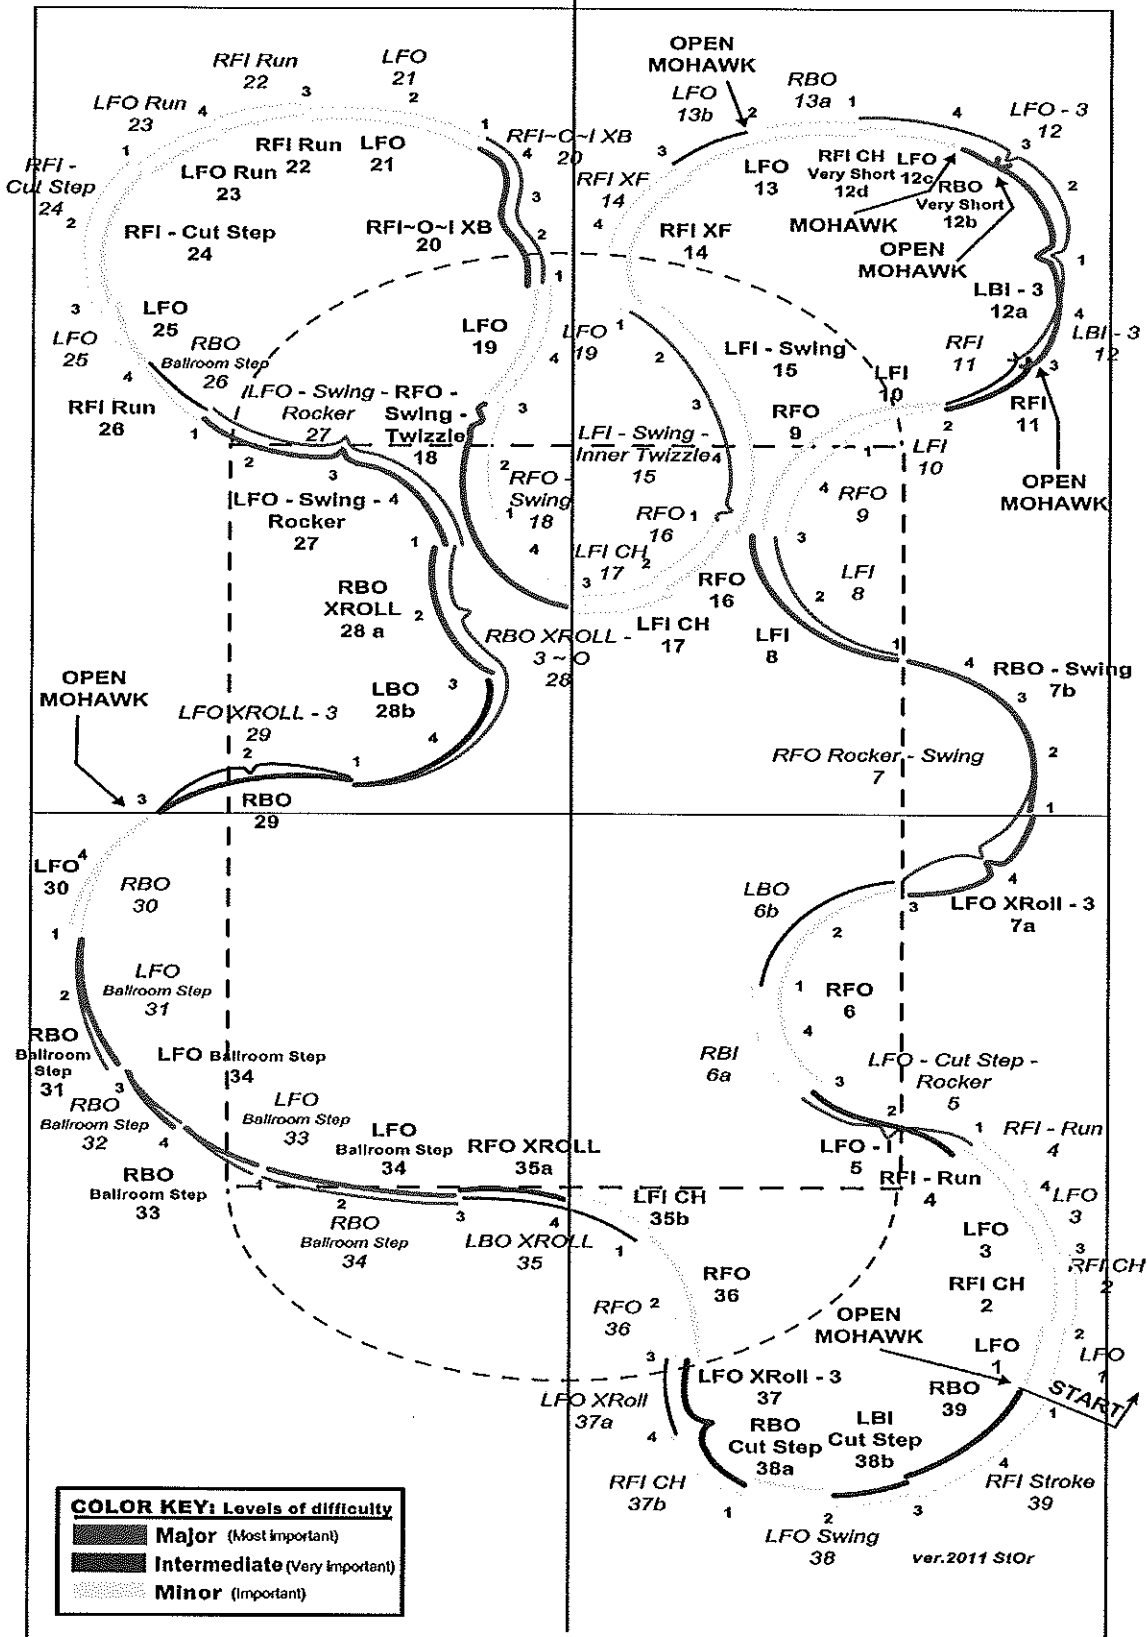 OPEN
MOHAWK
RFI Run
22
LFO
21
RBO
13a
LFO
13b
LFO Run
23
LFO - 3
12
RFI Run
22
LFO
21
RFI~O~I XB
20
LFO Run
23
RFI -
Cut Step
24
LFO
13
RFI CH
Very Short
12d
LFO
12c
RBO
Very Short
12b
MOHAWK
OPEN
MOHAWK
RFI XF
14
RFI - Cut Step
24
RFI~O~I XB
20
RFI XF
14
LBI - 3
12a
LBI - 3
12
LFO
25
LFO
25
RBO
Ballroom Step
26
LFO
19
LFO
19
LFI - Swing
15
RFI
11
RFI
11
OPEN
MOHAWK
LFI
10
LFI
10
RFI Run
26
LFO - Swing -
Rocker
27
RFO -
Swing -
Twizzle
18
LFI - Swing -
Inner Twizzle
15
RFO
9
RFO
9
LFO - Swing -
Rocker
27
RFO -
Swing
18
RFO
16
LFI CH
17
RFO
16
LFI CH
17
LFI
8
LFI
8
RBO
XROLL
28 a
RBO XROLL -
3 ~ O
28
RBO - Swing
7b
OPEN
MOHAWK
LBO
28b
LFO XROLL - 3
29
RBO
29
RFO Rocker - Swing
7
LFO
30
RBO
30
LBO
6b
LFO XRoll - 3
7a
LFO
Ballroom Step
31
RFO
6
RBI
6a
RBO
Ballroom
Step
31
LFO Ballroom Step
34
LFO - Cut Step -
Rocker
5
RBO
Ballroom Step
32
LFO
Ballroom Step
33
LFO
Ballroom Step
34
RFO XROLL
35a
LFO - I
5
RFI - Run
4
RFI - Run
4
RBO
Ballroom Step
33
RBO
Ballroom Step
34
LBO XROLL
35
LFI CH
35b
LFO
3
LFO
3
RFO
36
RFO
36
RFI CH
2
RFI CH
2
OPEN
MOHAWK
LFO
1
LFO
1
START
LFO XRoll - 3
37
LFO XRoll
37a
RBO
39
RBO
Cut Step
38a
LBI
Cut Step
38b
RFI CH
37b
LFO Swing
38
RFI Stroke
39
COLOR KEY: Levels of difficulty
Major (Most important)
Intermediate (Very important)
Minor (Important)
ver.2011 StOr